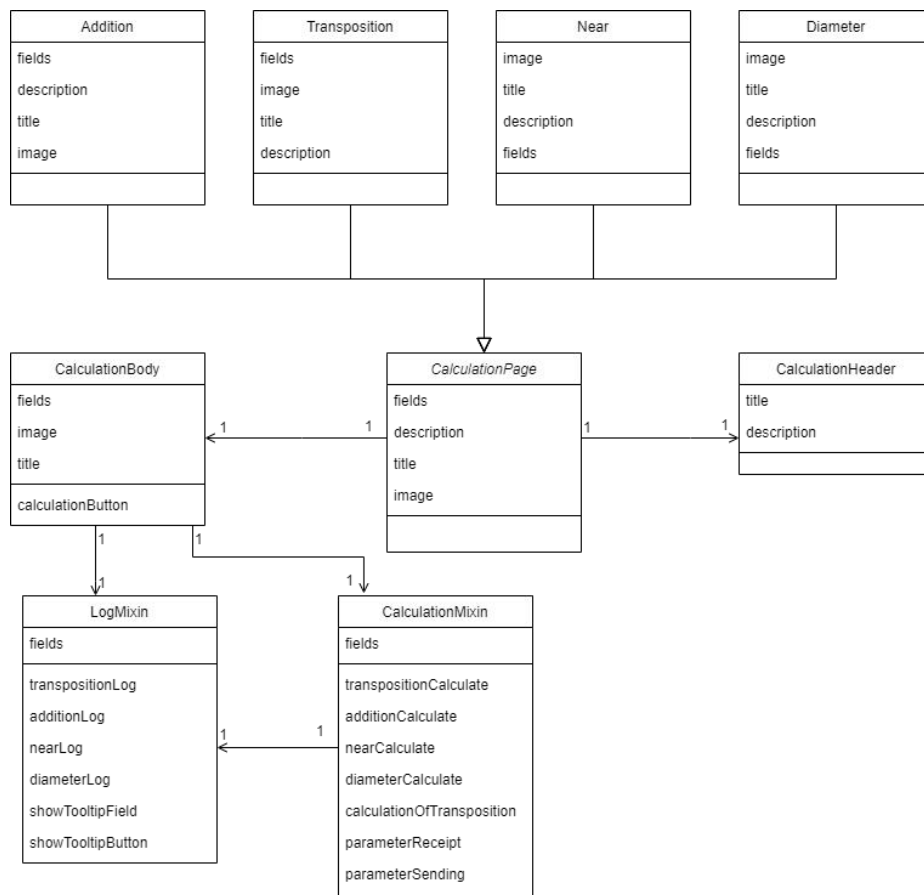 Addition
fields
description
title
image
Transposition
fields
image
title
description
Near
image
title
description
fields
Diameter
image
title
description
fields
CalculationBody
fields
image
title
calculationButton
CalculationPage
fields
description
title
image
CalculationHeader
title
description
1
1
1
1
1
1
1
1
LogMixin
fields
transpositionLog
additionLog
nearLog
diameterLog
showTooltipField
showTooltipButton
1
1
CalculationMixin
fields
transpositionCalculate
additionCalculate
nearCalculate
diameterCalculate
calculationOfTransposition
parameterReceipt
parameterSending